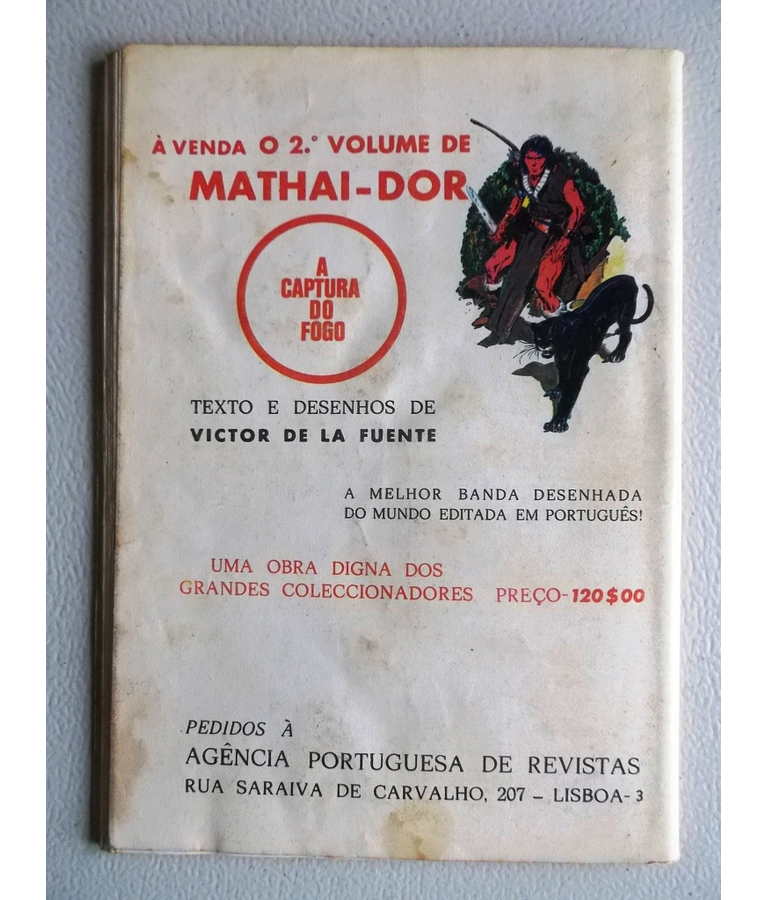 À VENDA O 2.º VOLUME DE
MATHAI-DOR
A
CAPTURA
DO
FOGO
TEXTO E DESENHOS DE
VICTOR DE LA FUENTE
A MELHOR BANDA DESENHADA
DO MUNDO EDITADA EM PORTUGUÊS!
UMA OBRA DIGNA DOS
GRANDES COLECCIONADORES PREÇO-120$00
PEDIDOS À
AGÊNCIA PORTUGUESA DE REVISTAS
RUA SARAIVA DE CARVALHO, 207 – LISBOA-3